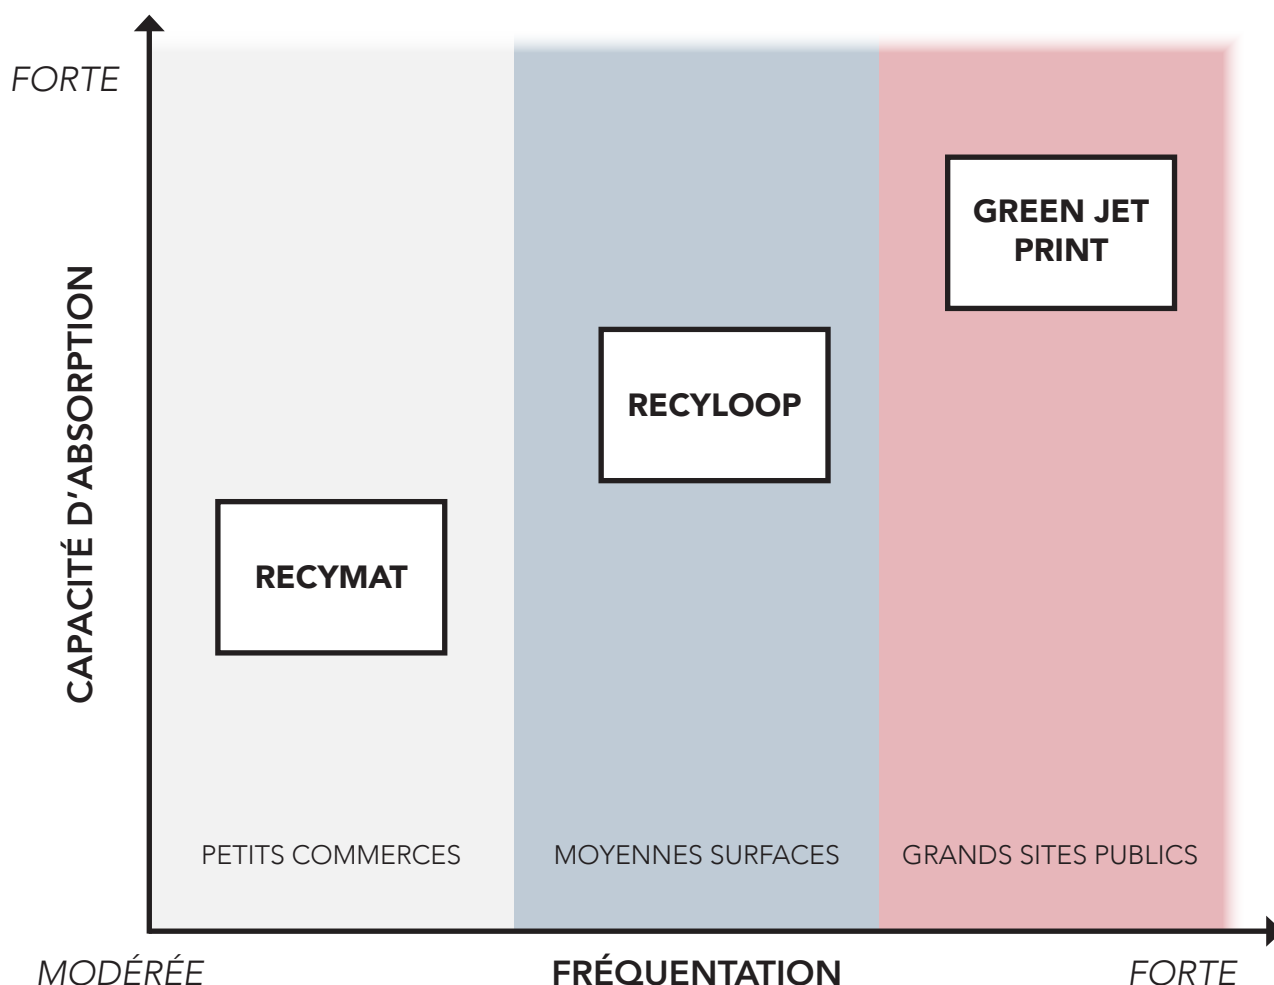 FORTE
CAPACITÉ D'ABSORPTION
GREEN JET
PRINT
RECYLOOP
RECYMAT
PETITS COMMERCES
MOYENNES SURFACES
GRANDS SITES PUBLICS
MODÉRÉE
FRÉQUENTATION
FORTE